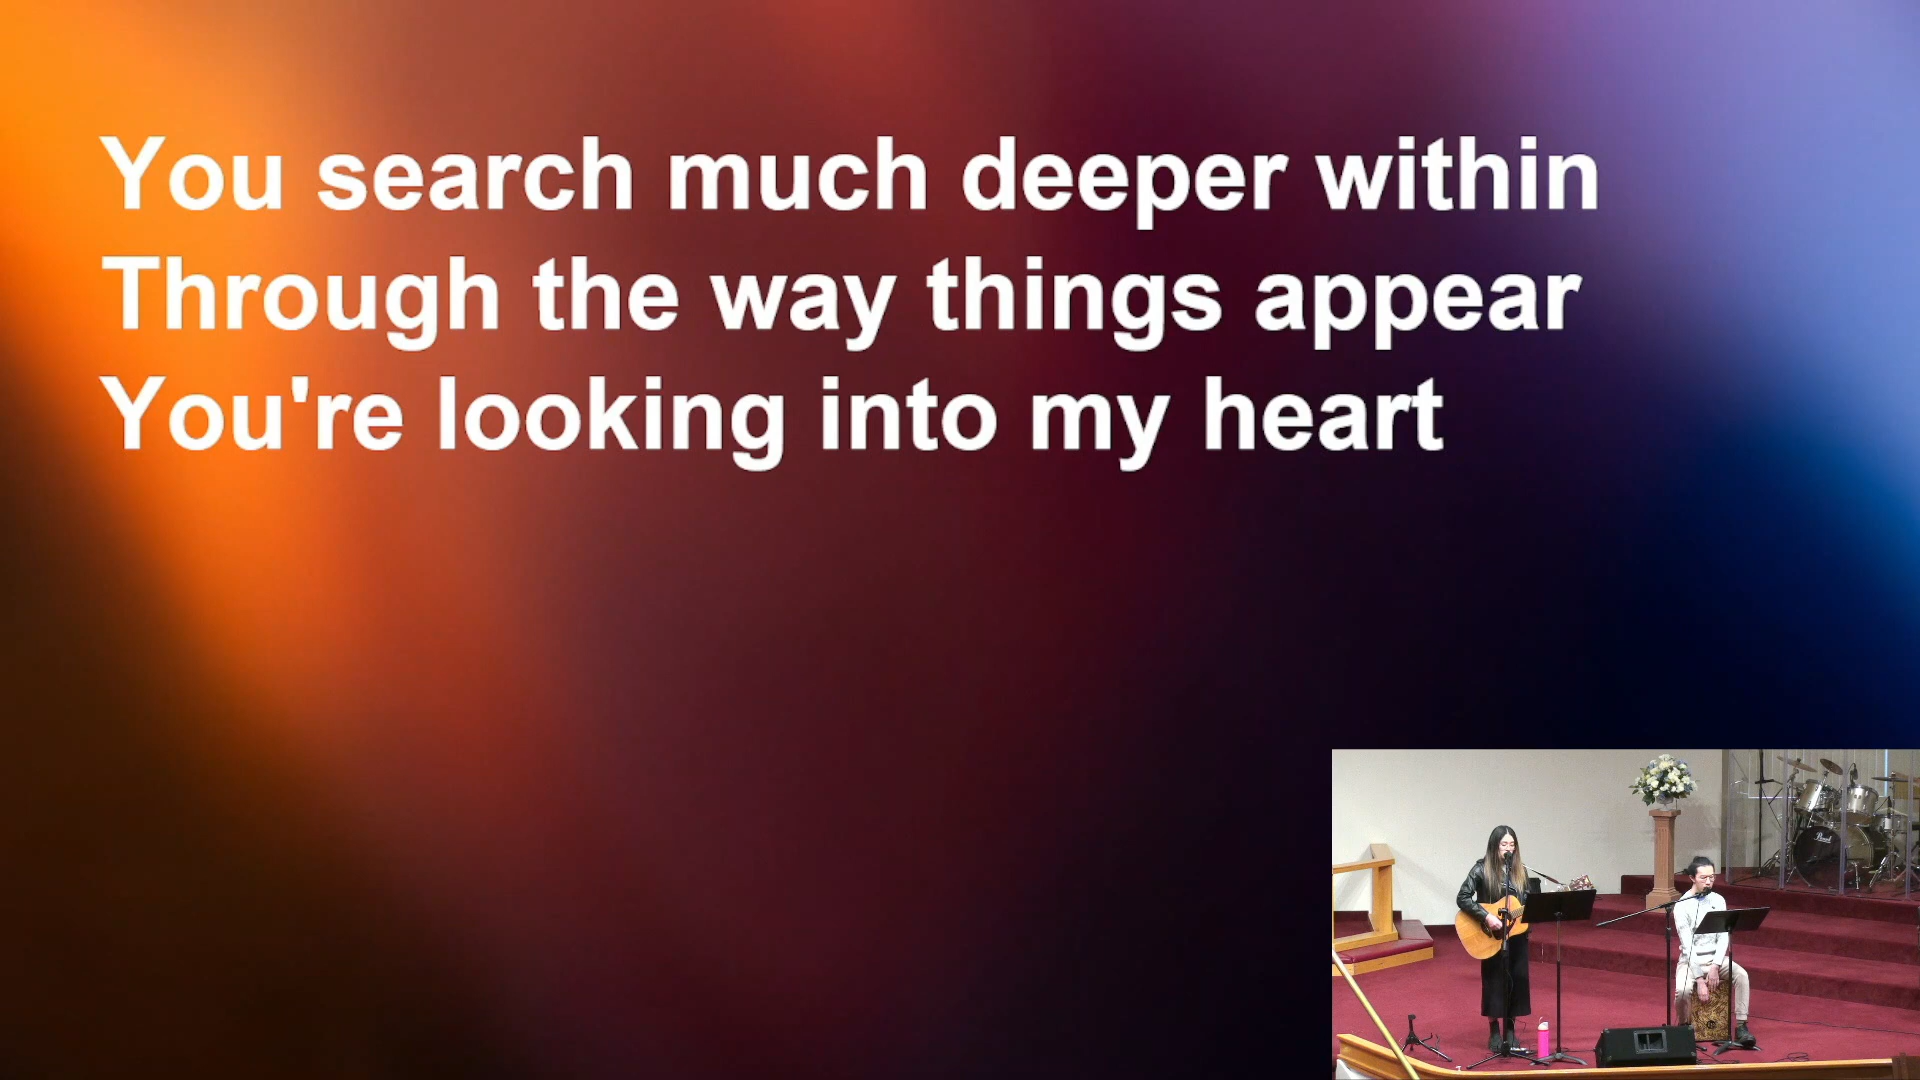 You search much deeper within
Through the way things appear
You're looking into my heart